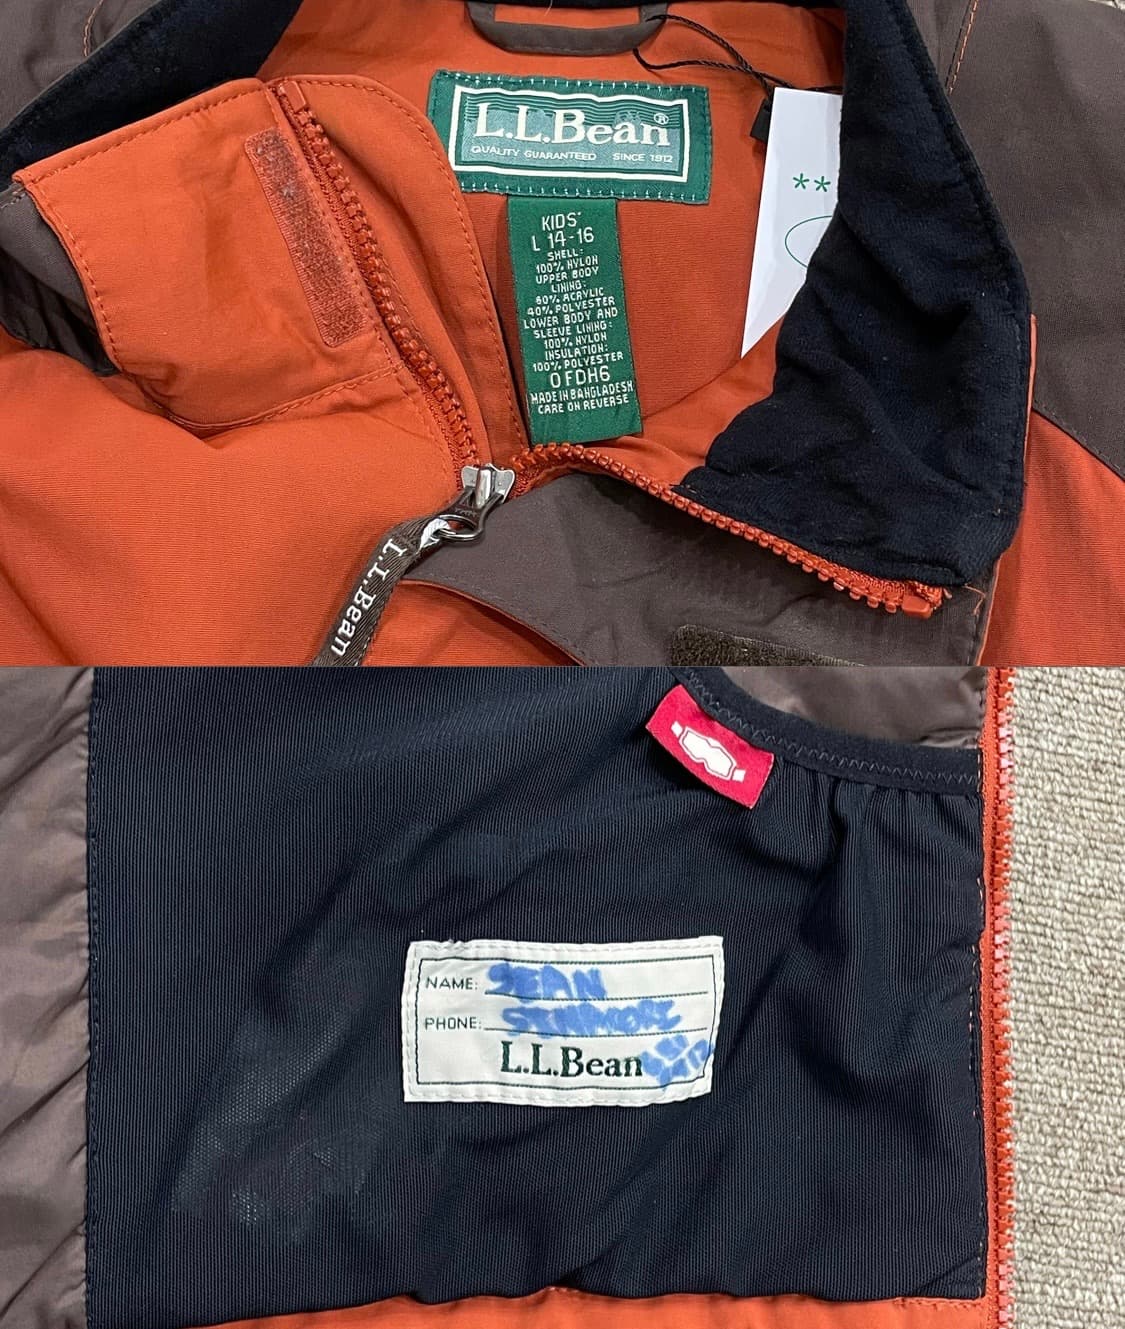 L.L.Bean®
QUALITY GUARANTEED SINCE 1912
**
KIDS'
L 14-16
SHELL:
100% NYLON
UPPER BODY
LINING:
60% ACRYLIC
40% POLYESTER
LOWER BODY AND
SLEEVE LINING:
100% NYLON
INSULATION:
100% POLYESTER
OFDH6
MADE IN BANGLADESH
CARE ON REVERSE
YKK
L.L.Bean
NAME: SEAN
PHONE:
L.L.Bean